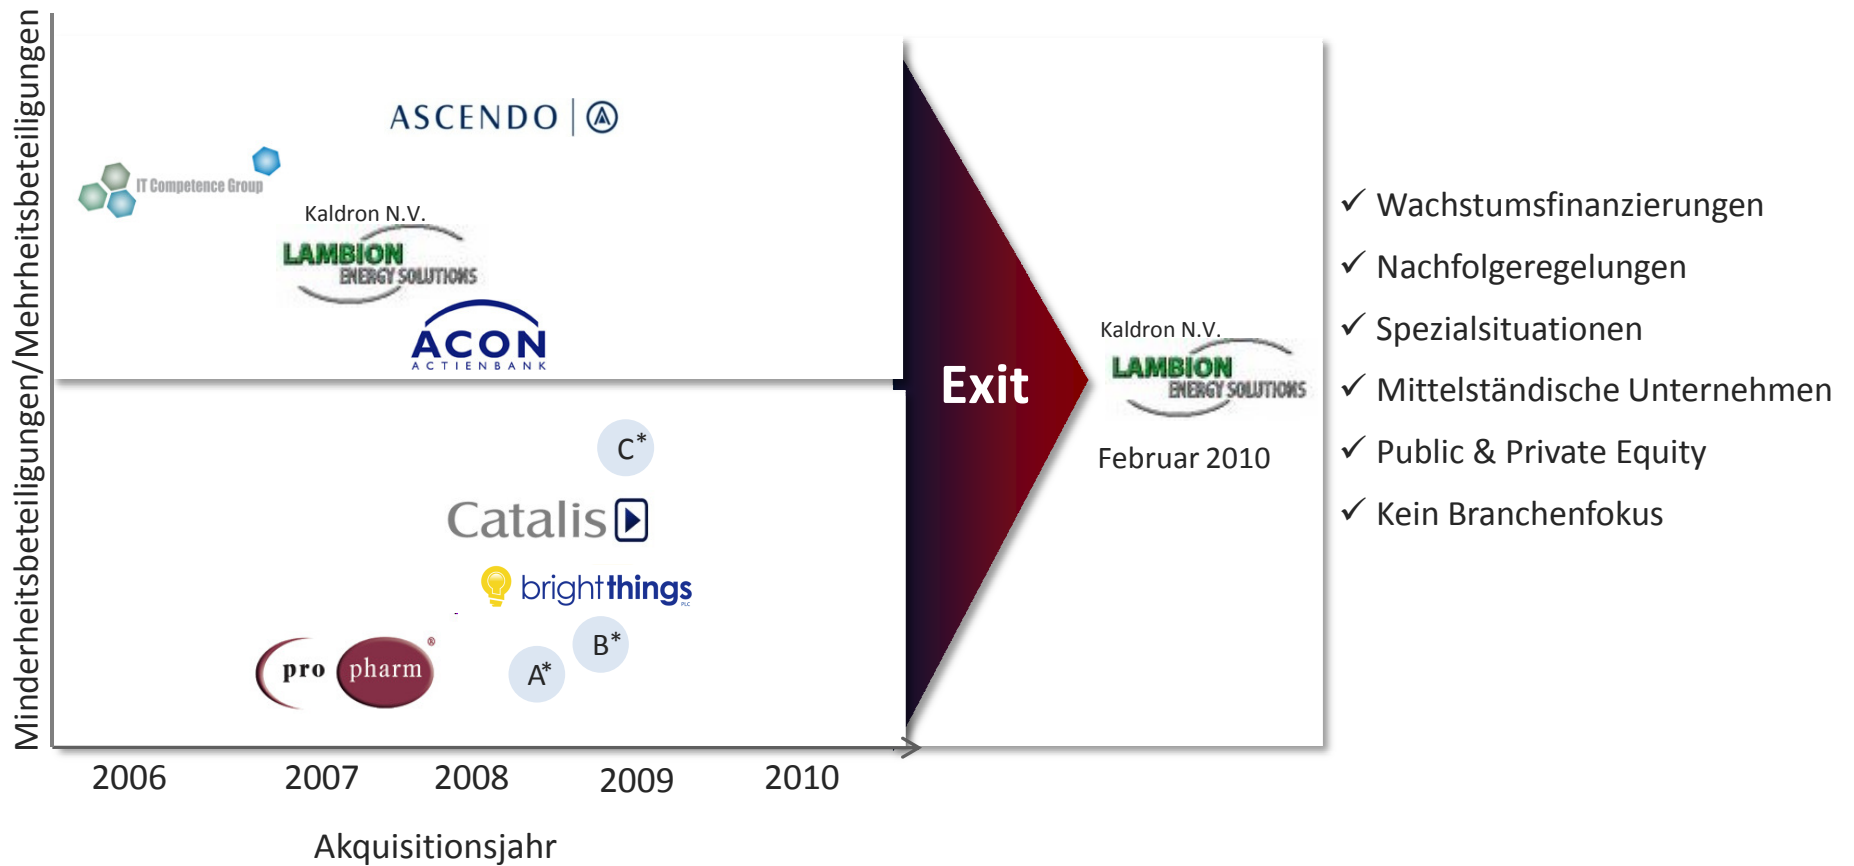 Minderheitsbeteiligungen/Mehrheitsbeteiligungen
ASCENDO
IT Competence Group
Kaldron N.V.
LAMBION
ENERGY SOLUTIONS
ACON
ACTIENBANK
C*
Catalis
brightthings
PLC
B*
A*
pro pharm ®
2006 2007 2008 2009 2010
Akquisitionsjahr
Exit
Kaldron N.V.
LAMBION
ENERGY SOLUTIONS
Februar 2010
✓ Wachstumsfinanzierungen
✓ Nachfolgeregelungen
✓ Spezialsituationen
✓ Mittelständische Unternehmen
✓ Public & Private Equity
✓ Kein Branchenfokus